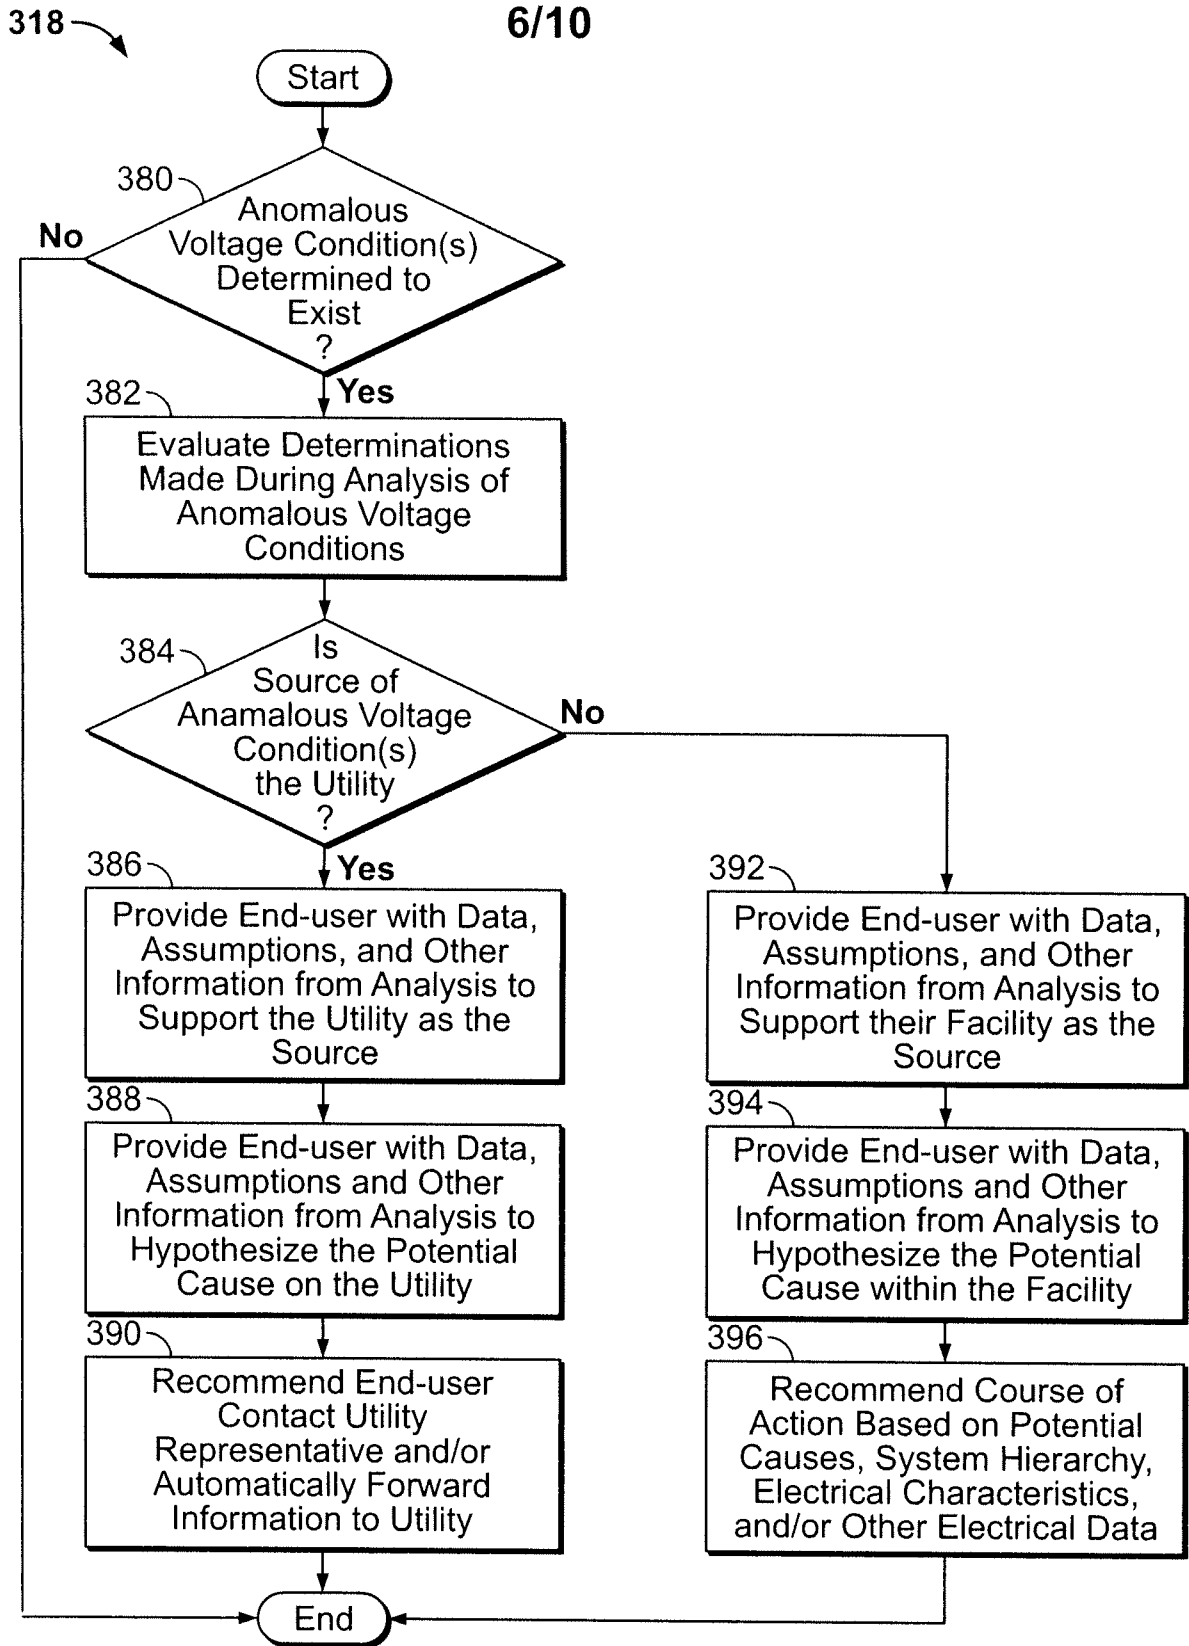 318
6/10
Start
380
No
Anomalous
Voltage Condition(s)
Determined to
Exist
?
Yes
382
Evaluate Determinations
Made During Analysis of
Anomalous Voltage
Conditions
384
Is
Source of
Anamalous Voltage
Condition(s)
the Utility
?
No
Yes
386
Provide End-user with Data,
Assumptions, and Other
Information from Analysis to
Support the Utility as the
Source
388
Provide End-user with Data,
Assumptions and Other
Information from Analysis to
Hypothesize the Potential
Cause on the Utility
390
Recommend End-user
Contact Utility
Representative and/or
Automatically Forward
Information to Utility
392
Provide End-user with Data,
Assumptions, and Other
Information from Analysis to
Support their Facility as the
Source
394
Provide End-user with Data,
Assumptions and Other
Information from Analysis to
Hypothesize the Potential
Cause within the Facility
396
Recommend Course of
Action Based on Potential
Causes, System Hierarchy,
Electrical Characteristics,
and/or Other Electrical Data
End